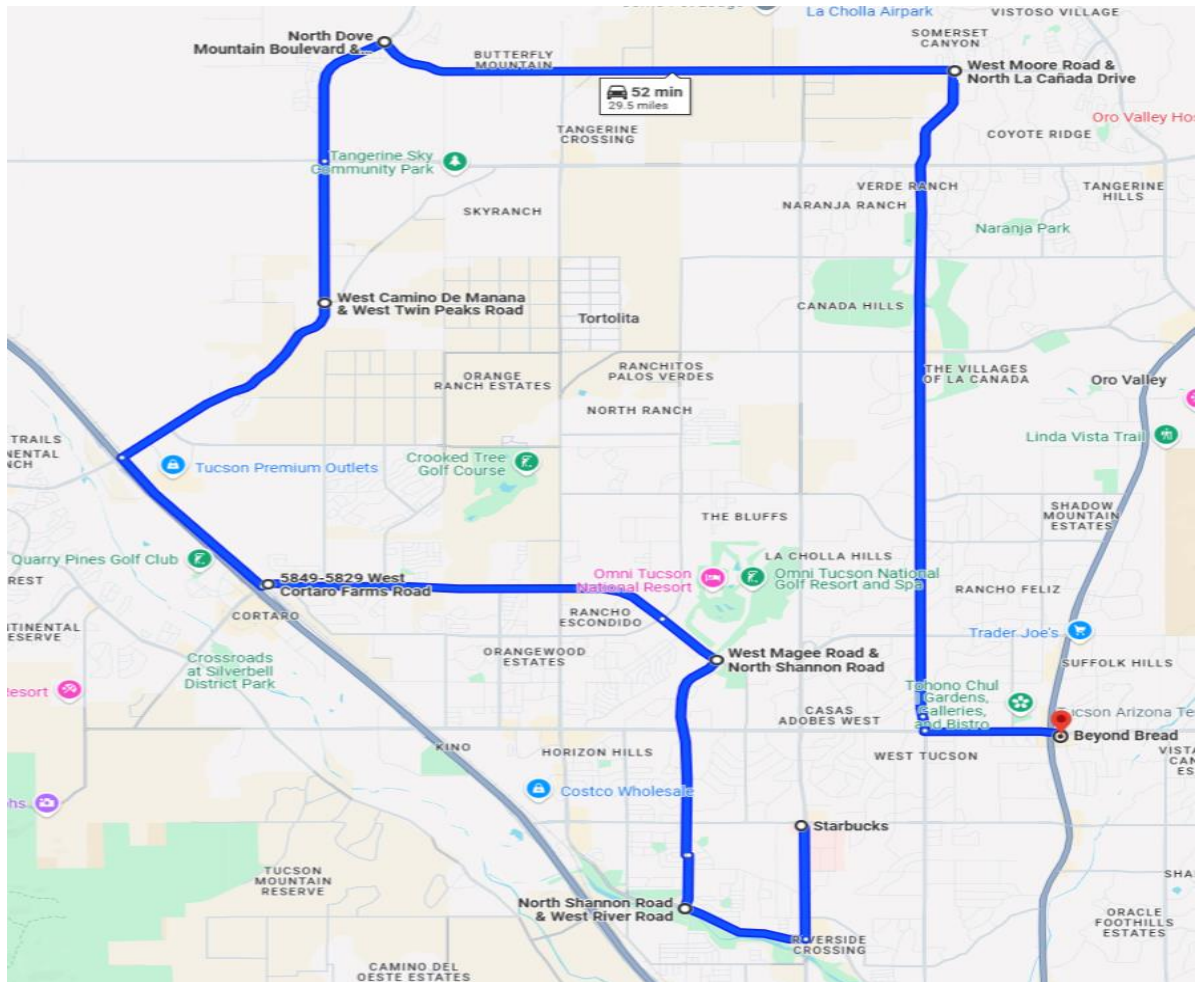 La Cholla Airpark
VISTOSO VILLAGE
North Dove
Mountain Boulevard &...
BUTTERFLY
MOUNTAIN
SOMERSET
CANYON
West Moore Road &
North La Cañada Drive
52 min
29.5 miles
Oro Valley Hos
TANGERINE
CROSSING
COYOTE RIDGE
Tangerine Sky
Community Park
VERDE RANCH
TANGERINE
HILLS
SKYRANCH
NARANJA RANCH
Naranja Park
West Camino De Manana
& West Twin Peaks Road
CANADA HILLS
Tortolita
ORANGE
RANCH ESTATES
RANCHITOS
PALOS VERDES
THE VILLAGES
OF LA CANADA
Oro Valley
NORTH RANCH
TRAILS
NENTAL
NCH
Linda Vista Trail
Tucson Premium Outlets
Crooked Tree
Golf Course
THE BLUFFS
SHADOW
MOUNTAIN
ESTATES
Quarry Pines Golf Club
LA CHOLLA HILLS
REST
5849-5829 West
Cortaro Farms Road
Omni Tucson
National Resort
Omni Tucson National
Golf Resort and Spa
RANCHO FELIZ
CORTARO
RANCHO
ESCONDIDO
NTINENTAL
ESERVE
Trader Joe's
ORANGEWOOD
ESTATES
West Magee Road &
North Shannon Road
SUFFOLK HILLS
Crossroads
at Silverbell
District Park
esort
Tohono Chul
Gardens,
Galleries,
and Bistro
CASAS
ADOBES WEST
Tucson Arizona Te
Beyond Bread
KINO
HORIZON HILLS
WEST TUCSON
VISTA
CAN
ES
Costco Wholesale
phs
Starbucks
TUCSON
MOUNTAIN
RESERVE
SHA
North Shannon Road
& West River Road
ORACLE
FOOTHILLS
ESTATES
RIVERSIDE
CROSSING
CAMINO DEL
OESTE ESTATES